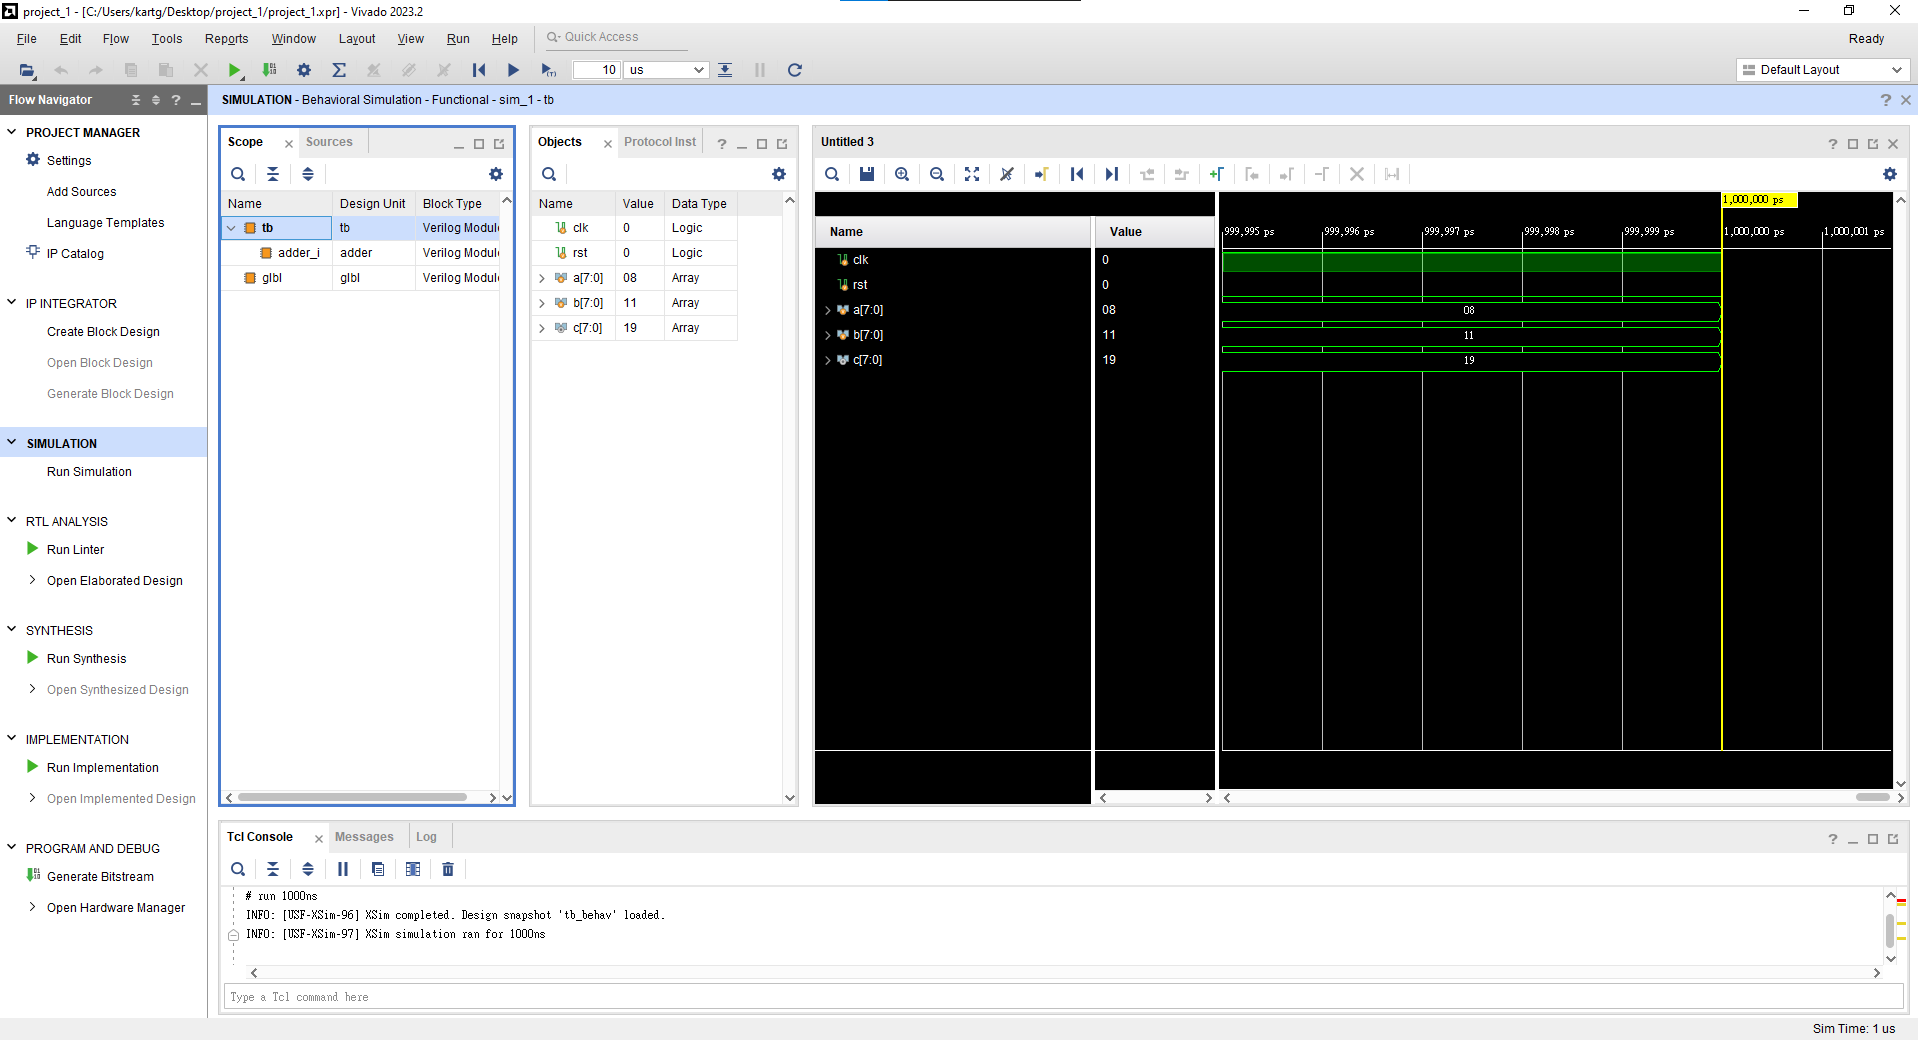 project_1 - [C:/Users/kartg/Desktop/project_1/project_1.xpr] - Vivado 2023.2
File Edit Flow Tools Reports Window Layout View Run Help Quick Access Ready
10 us Default Layout
Flow Navigator
SIMULATION - Behavioral Simulation - Functional - sim_1 - tb
PROJECT MANAGER
Settings
Add Sources
Language Templates
IP Catalog
IP INTEGRATOR
Create Block Design
Open Block Design
Generate Block Design
SIMULATION
Run Simulation
RTL ANALYSIS
Run Linter
Open Elaborated Design
SYNTHESIS
Run Synthesis
Open Synthesized Design
IMPLEMENTATION
Run Implementation
Open Implemented Design
PROGRAM AND DEBUG
Generate Bitstream
Open Hardware Manager
Scope Sources
Name Design Unit Block Type
tb tb Verilog Module
adder_i adder Verilog Module
glbl glbl Verilog Module
Objects Protocol Inst
Name Value Data Type
clk 0 Logic
rst 0 Logic
a[7:0] 08 Array
b[7:0] 11 Array
c[7:0] 19 Array
Untitled 3
1,000,000 ps
Name Value 999,995 ps 999,996 ps 999,997 ps 999,998 ps 999,999 ps 1,000,000 ps 1,000,001 ps
clk 0
rst 0
a[7:0] 08 08
b[7:0] 11 11
c[7:0] 19 19
Tcl Console Messages Log
# run 1000ns
INFO: [USF-XSim-96] XSim completed. Design snapshot 'tb_behav' loaded.
INFO: [USF-XSim-97] XSim simulation ran for 1000ns
Type a Tcl command here
Sim Time: 1 us